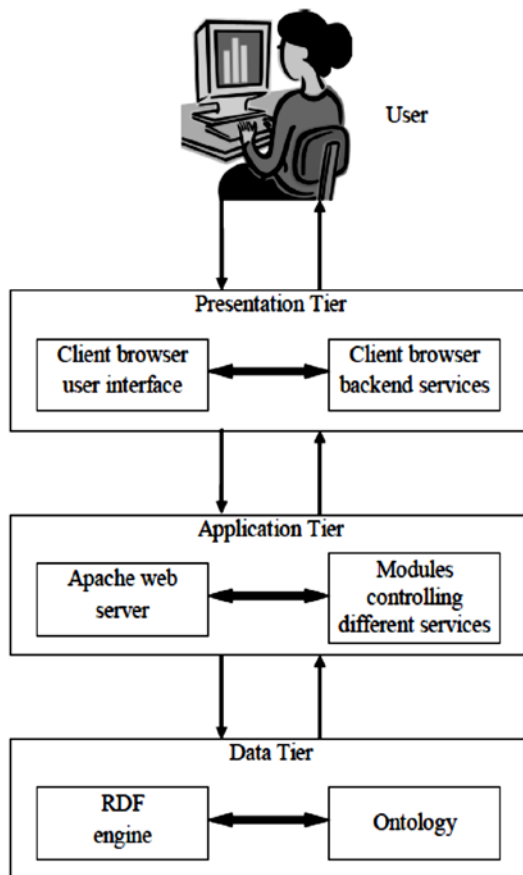 User
Presentation Tier
Client browser
user interface
Client browser
backend services
Application Tier
Apache web
server
Modules
controlling
different services
Data Tier
RDF
engine
Ontology